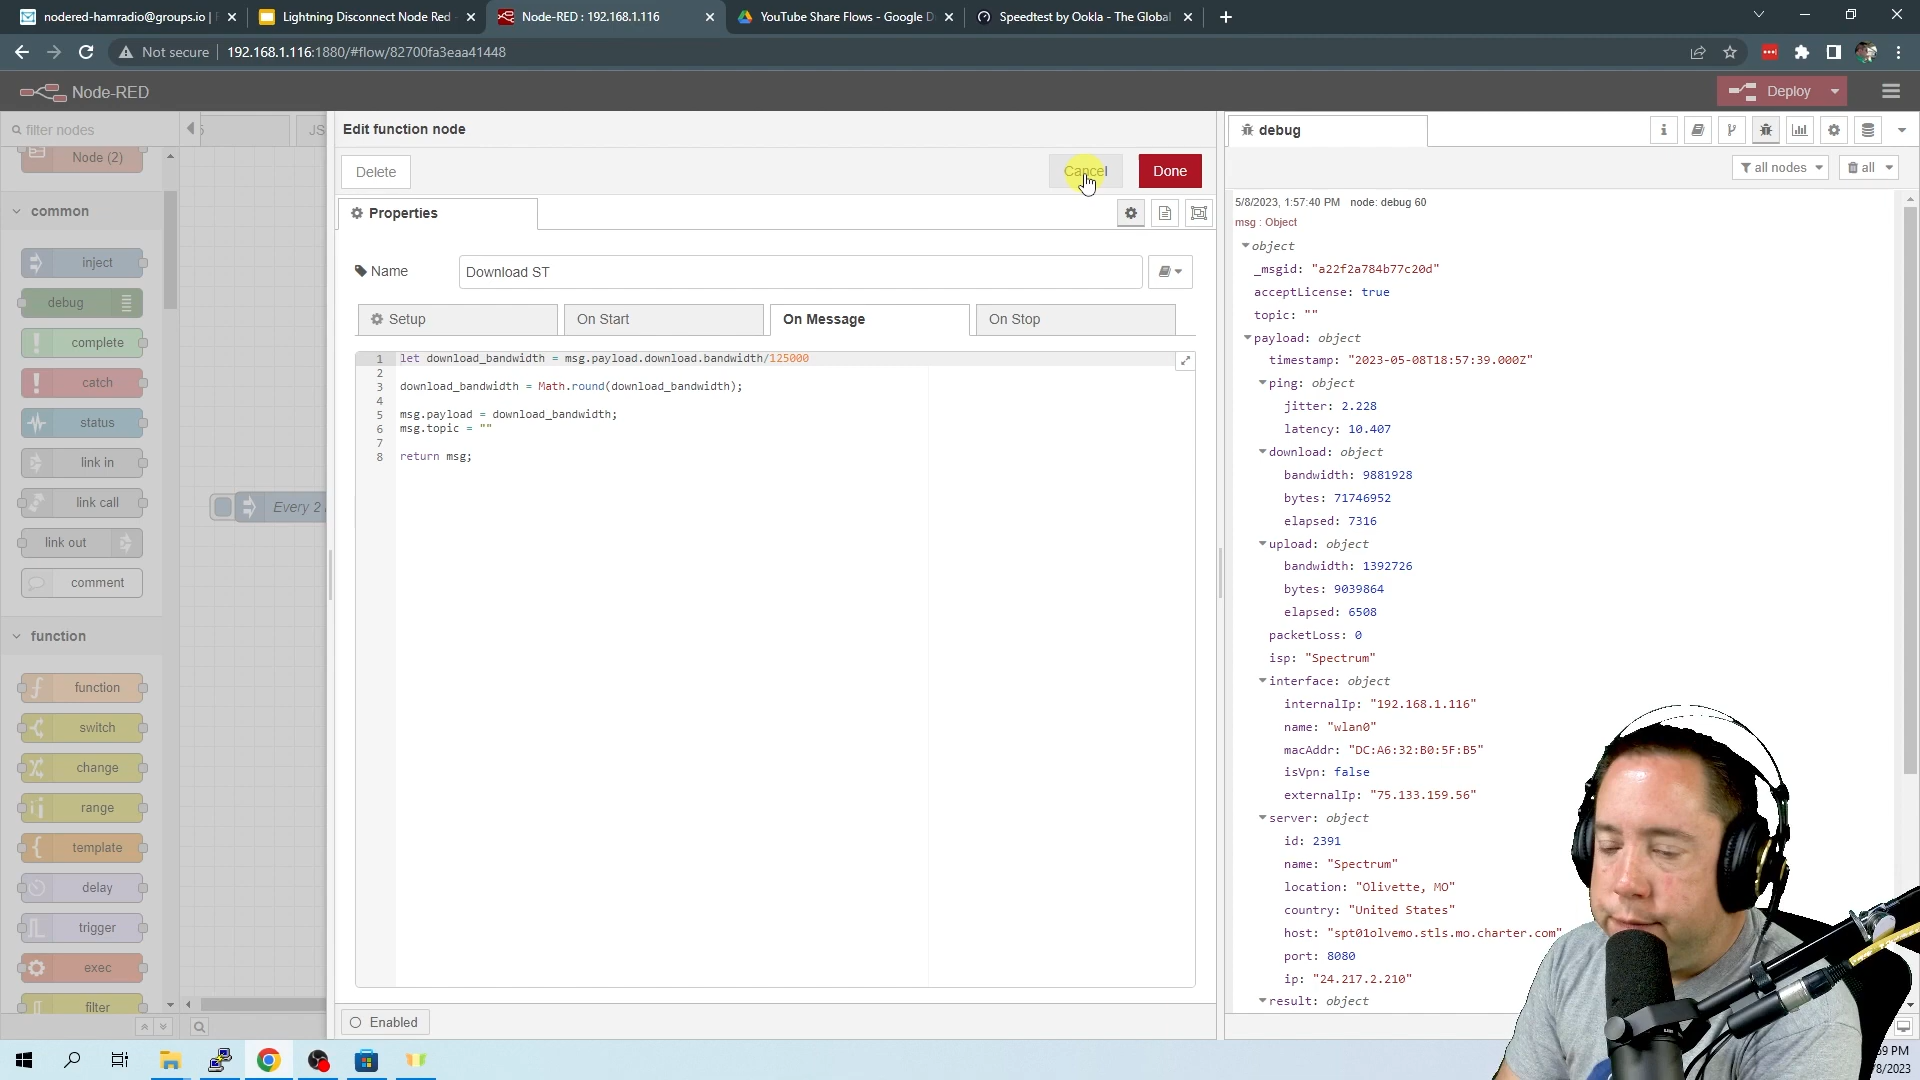 nodered-hamradio@groups.io |
Lightning Disconnect Node Red
Node-RED : 192.168.1.116
YouTube Share Flows - Google D
Speedtest by Ookla - The Global
Not secure
192.168.1.116:1880/#flow/82700fa3eaa41448
Node-RED
Deploy
filter nodes
JS
Edit function node
debug
Node (2)
Delete
Cancel
Done
all nodes
all
common
Properties
5/8/2023, 1:57:40 PM node: debug 60
msg : Object
inject
Name
Download ST
object
_msgid: "a22f2a784b77c20d"
acceptLicense: true
topic: ""
debug
Setup
On Start
On Message
On Stop
complete
payload: object
timestamp: "2023-05-08T18:57:39.000Z"
1 let download_bandwidth = msg.payload.download.bandwidth/125000
2
3 download_bandwidth = Math.round(download_bandwidth);
4
5 msg.payload = download_bandwidth;
6 msg.topic = ""
7
8 return msg;
catch
ping: object
jitter: 2.228
latency: 10.407
status
download: object
bandwidth: 9881928
bytes: 71746952
elapsed: 7316
link in
link call
Every 2
link out
upload: object
bandwidth: 1392726
bytes: 9039864
elapsed: 6508
comment
packetLoss: 0
isp: "Spectrum"
function
interface: object
internalIp: "192.168.1.116"
name: "wlan0"
macAddr: "DC:A6:32:B0:5F:B5"
isVpn: false
externalIp: "75.133.159.56"
function
switch
change
range
server: object
id: 2391
name: "Spectrum"
location: "Olivette, MO"
country: "United States"
host: "spt01olvemo.stls.mo.charter.com"
port: 8080
ip: "24.217.2.210"
result: object
template
delay
trigger
exec
filter
Enabled
59 PM
/8/2023